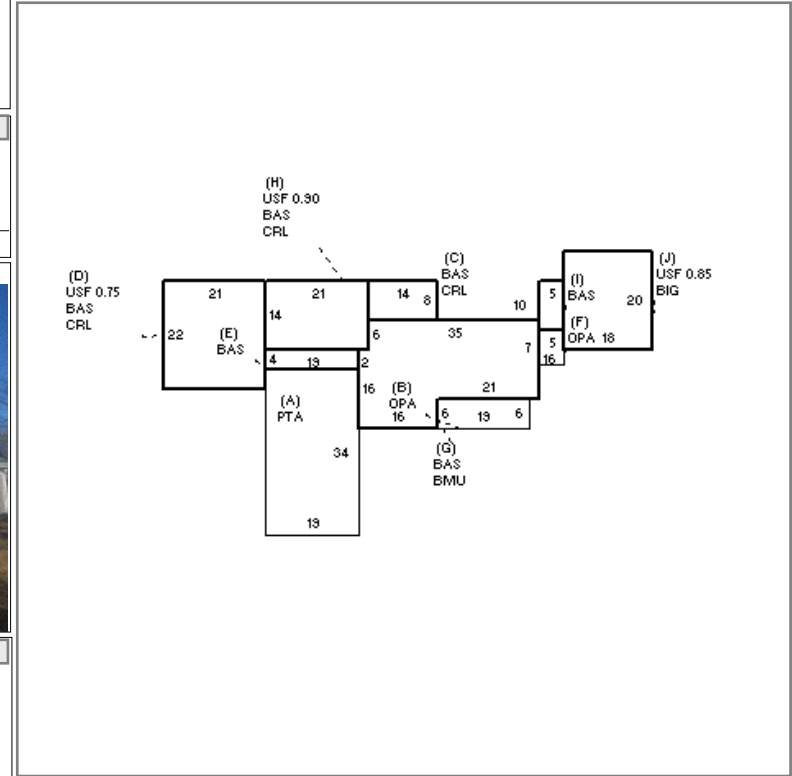 (H)
USF 0.90
BAS
CRL
(C)
BAS
CRL
(J)
USF 0.85
BIG
(D)
USF 0.75
BAS
CRL
21
21
14
8
10
5
(I)
BAS
20
22
(E)
BAS
14
6
35
7
(F)
OPA 18
5
16
4
19
2
16
(B)
OPA
16
21
6
19
6
(A)
PTA
(G)
BAS
BMU
34
19